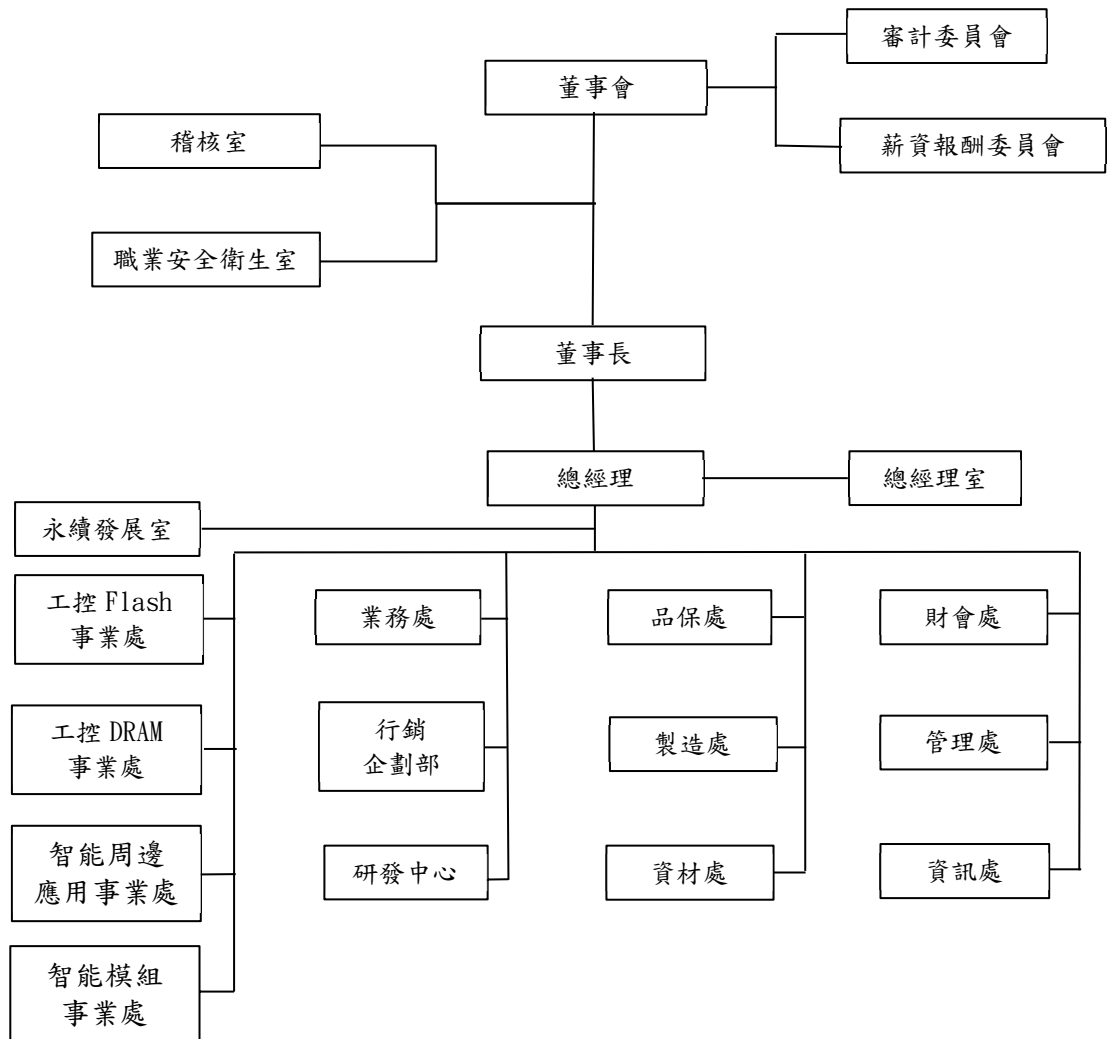 審計委員會
董事會
稽核室
薪資報酬委員會
職業安全衛生室
董事長
總經理
總經理室
永續發展室
工控 Flash
事業處
業務處
品保處
財會處
工控 DRAM
事業處
行銷
企劃部
製造處
管理處
智能周邊
應用事業處
研發中心
資材處
資訊處
智能模組
事業處